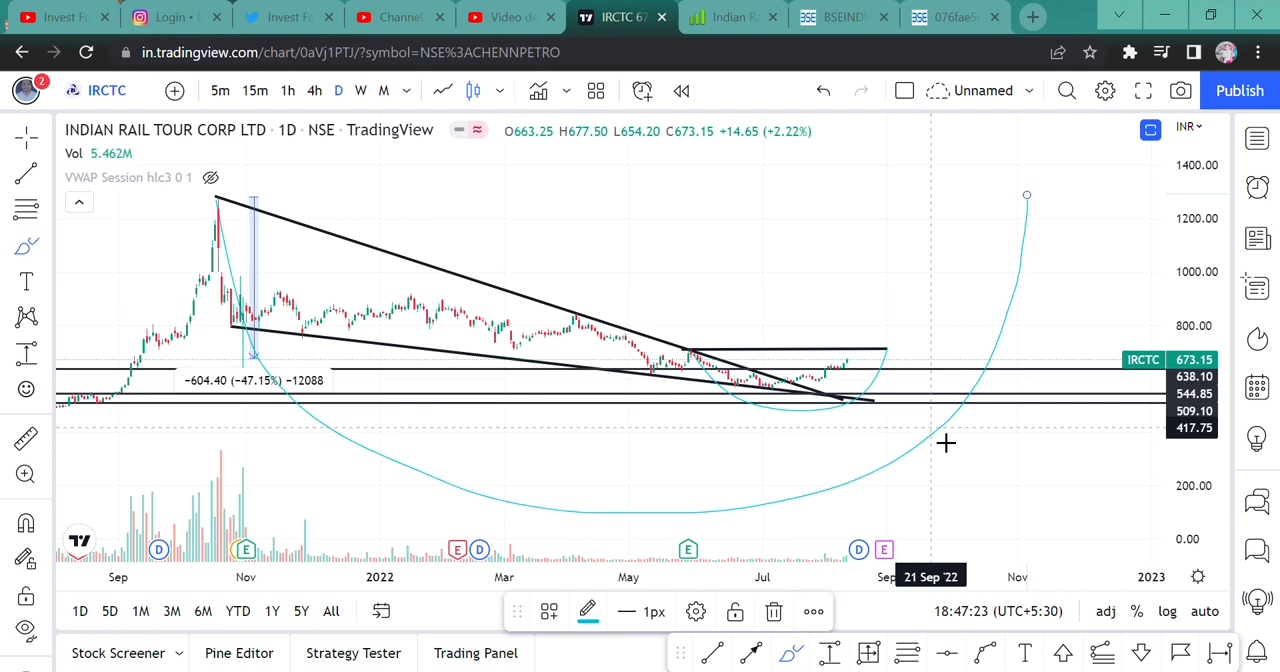 Invest Fo
Login •
Invest Fo
Channel
Video de
IRCTC 67
Indian Ra
BSEINDI
076fae5
in.tradingview.com/chart/0aVj1PTJ/?symbol=NSE%3ACHENNPETRO
2
IRCTC
5m 15m 1h 4h D W M
Unnamed
Publish
INDIAN RAIL TOUR CORP LTD · 1D · NSE · TradingView
O663.25 H677.50 L654.20 C673.15 +14.65 (+2.22%)
INR
Vol 5.462M
VWAP Session hlc3 0 1
1400.00
1200.00
1000.00
800.00
IRCTC 673.15
638.10
544.85
509.10
417.75
200.00
0.00
−604.40 (−47.15%) −12088
D E E D E D E
Sep Nov 2022 Mar May Jul Sep 21 Sep '22 Nov 2023
1D 5D 1M 3M 6M YTD 1Y 5Y All
1px
18:47:23 (UTC+5:30)
adj % log auto
Stock Screener Pine Editor Strategy Tester Trading Panel